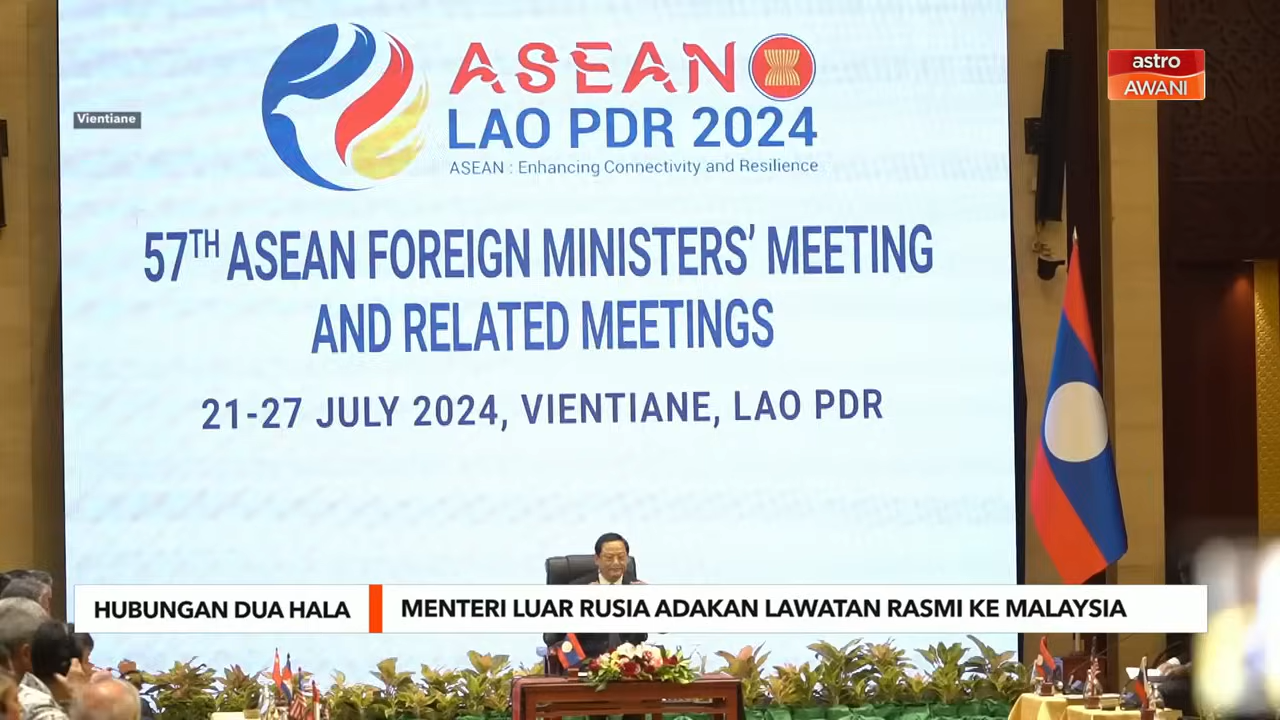 astro
AWANI
Vientiane
ASEAN
LAO PDR 2024
ASEAN : Enhancing Connectivity and Resilience
57TH ASEAN FOREIGN MINISTERS' MEETING
AND RELATED MEETINGS
21-27 JULY 2024, VIENTIANE, LAO PDR
HUBUNGAN DUA HALA
MENTERI LUAR RUSIA ADAKAN LAWATAN RASMI KE MALAYSIA